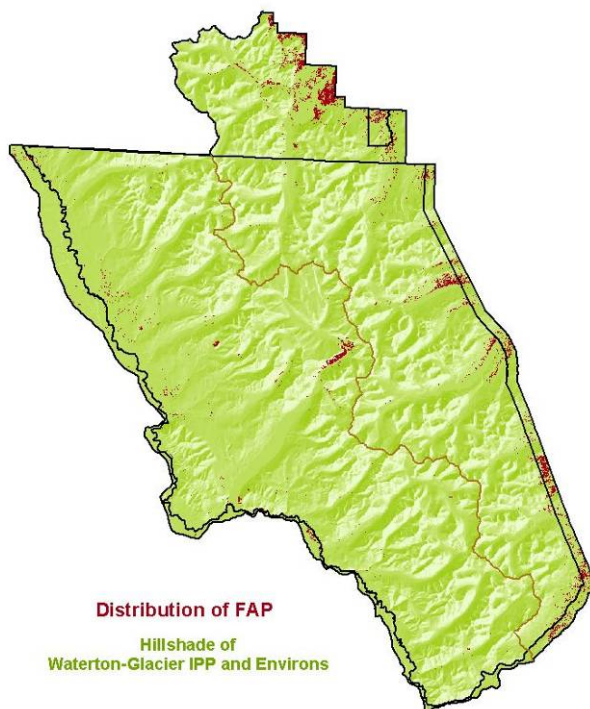 Distribution of FAP
Hillshade of
Waterton-Glacier IPP and Environs